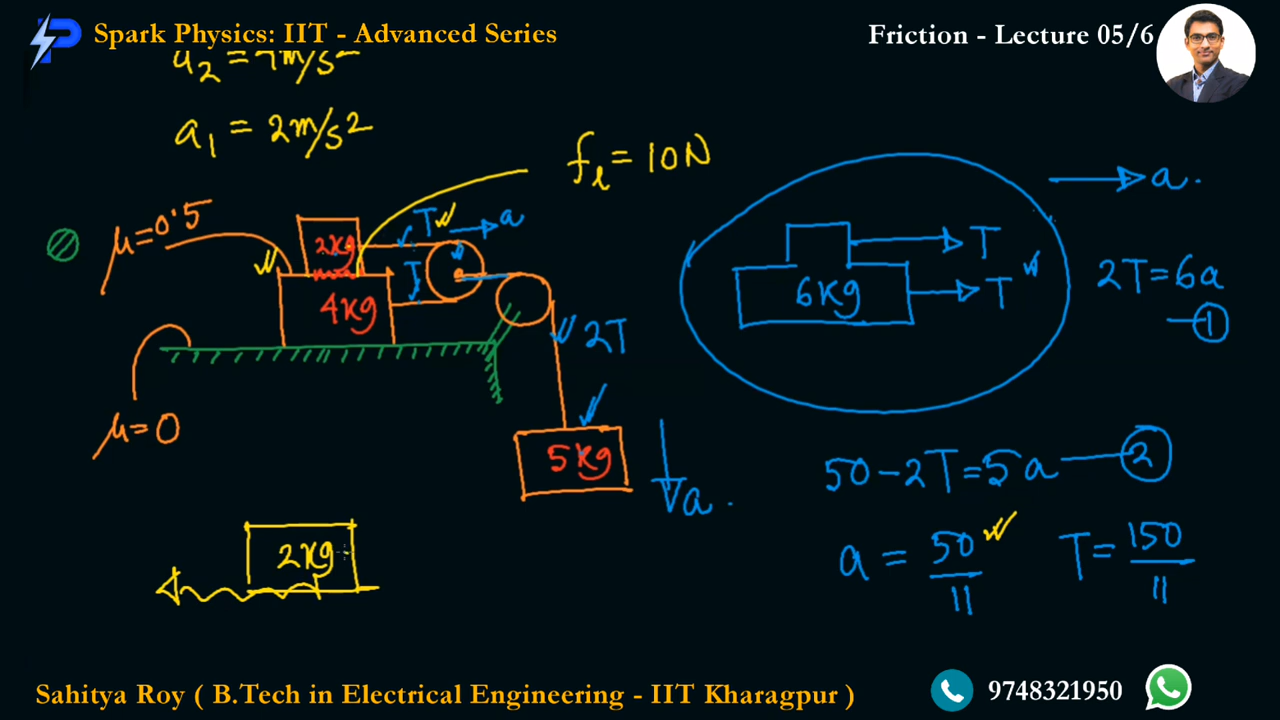 Spark Physics: IIT - Advanced Series
Friction - Lecture 05/6
a₁ = 2m/s²
fₗ = 10N
a.
μ=0.5
T
a
2kg
T
4kg
2T
6kg
T
T
2T=6a
1
μ=0
5kg
a.
50-2T=5a
2
2kg
a = 50/11
T = 150/11
Sahitya Roy ( B.Tech in Electrical Engineering - IIT Kharagpur )
9748321950